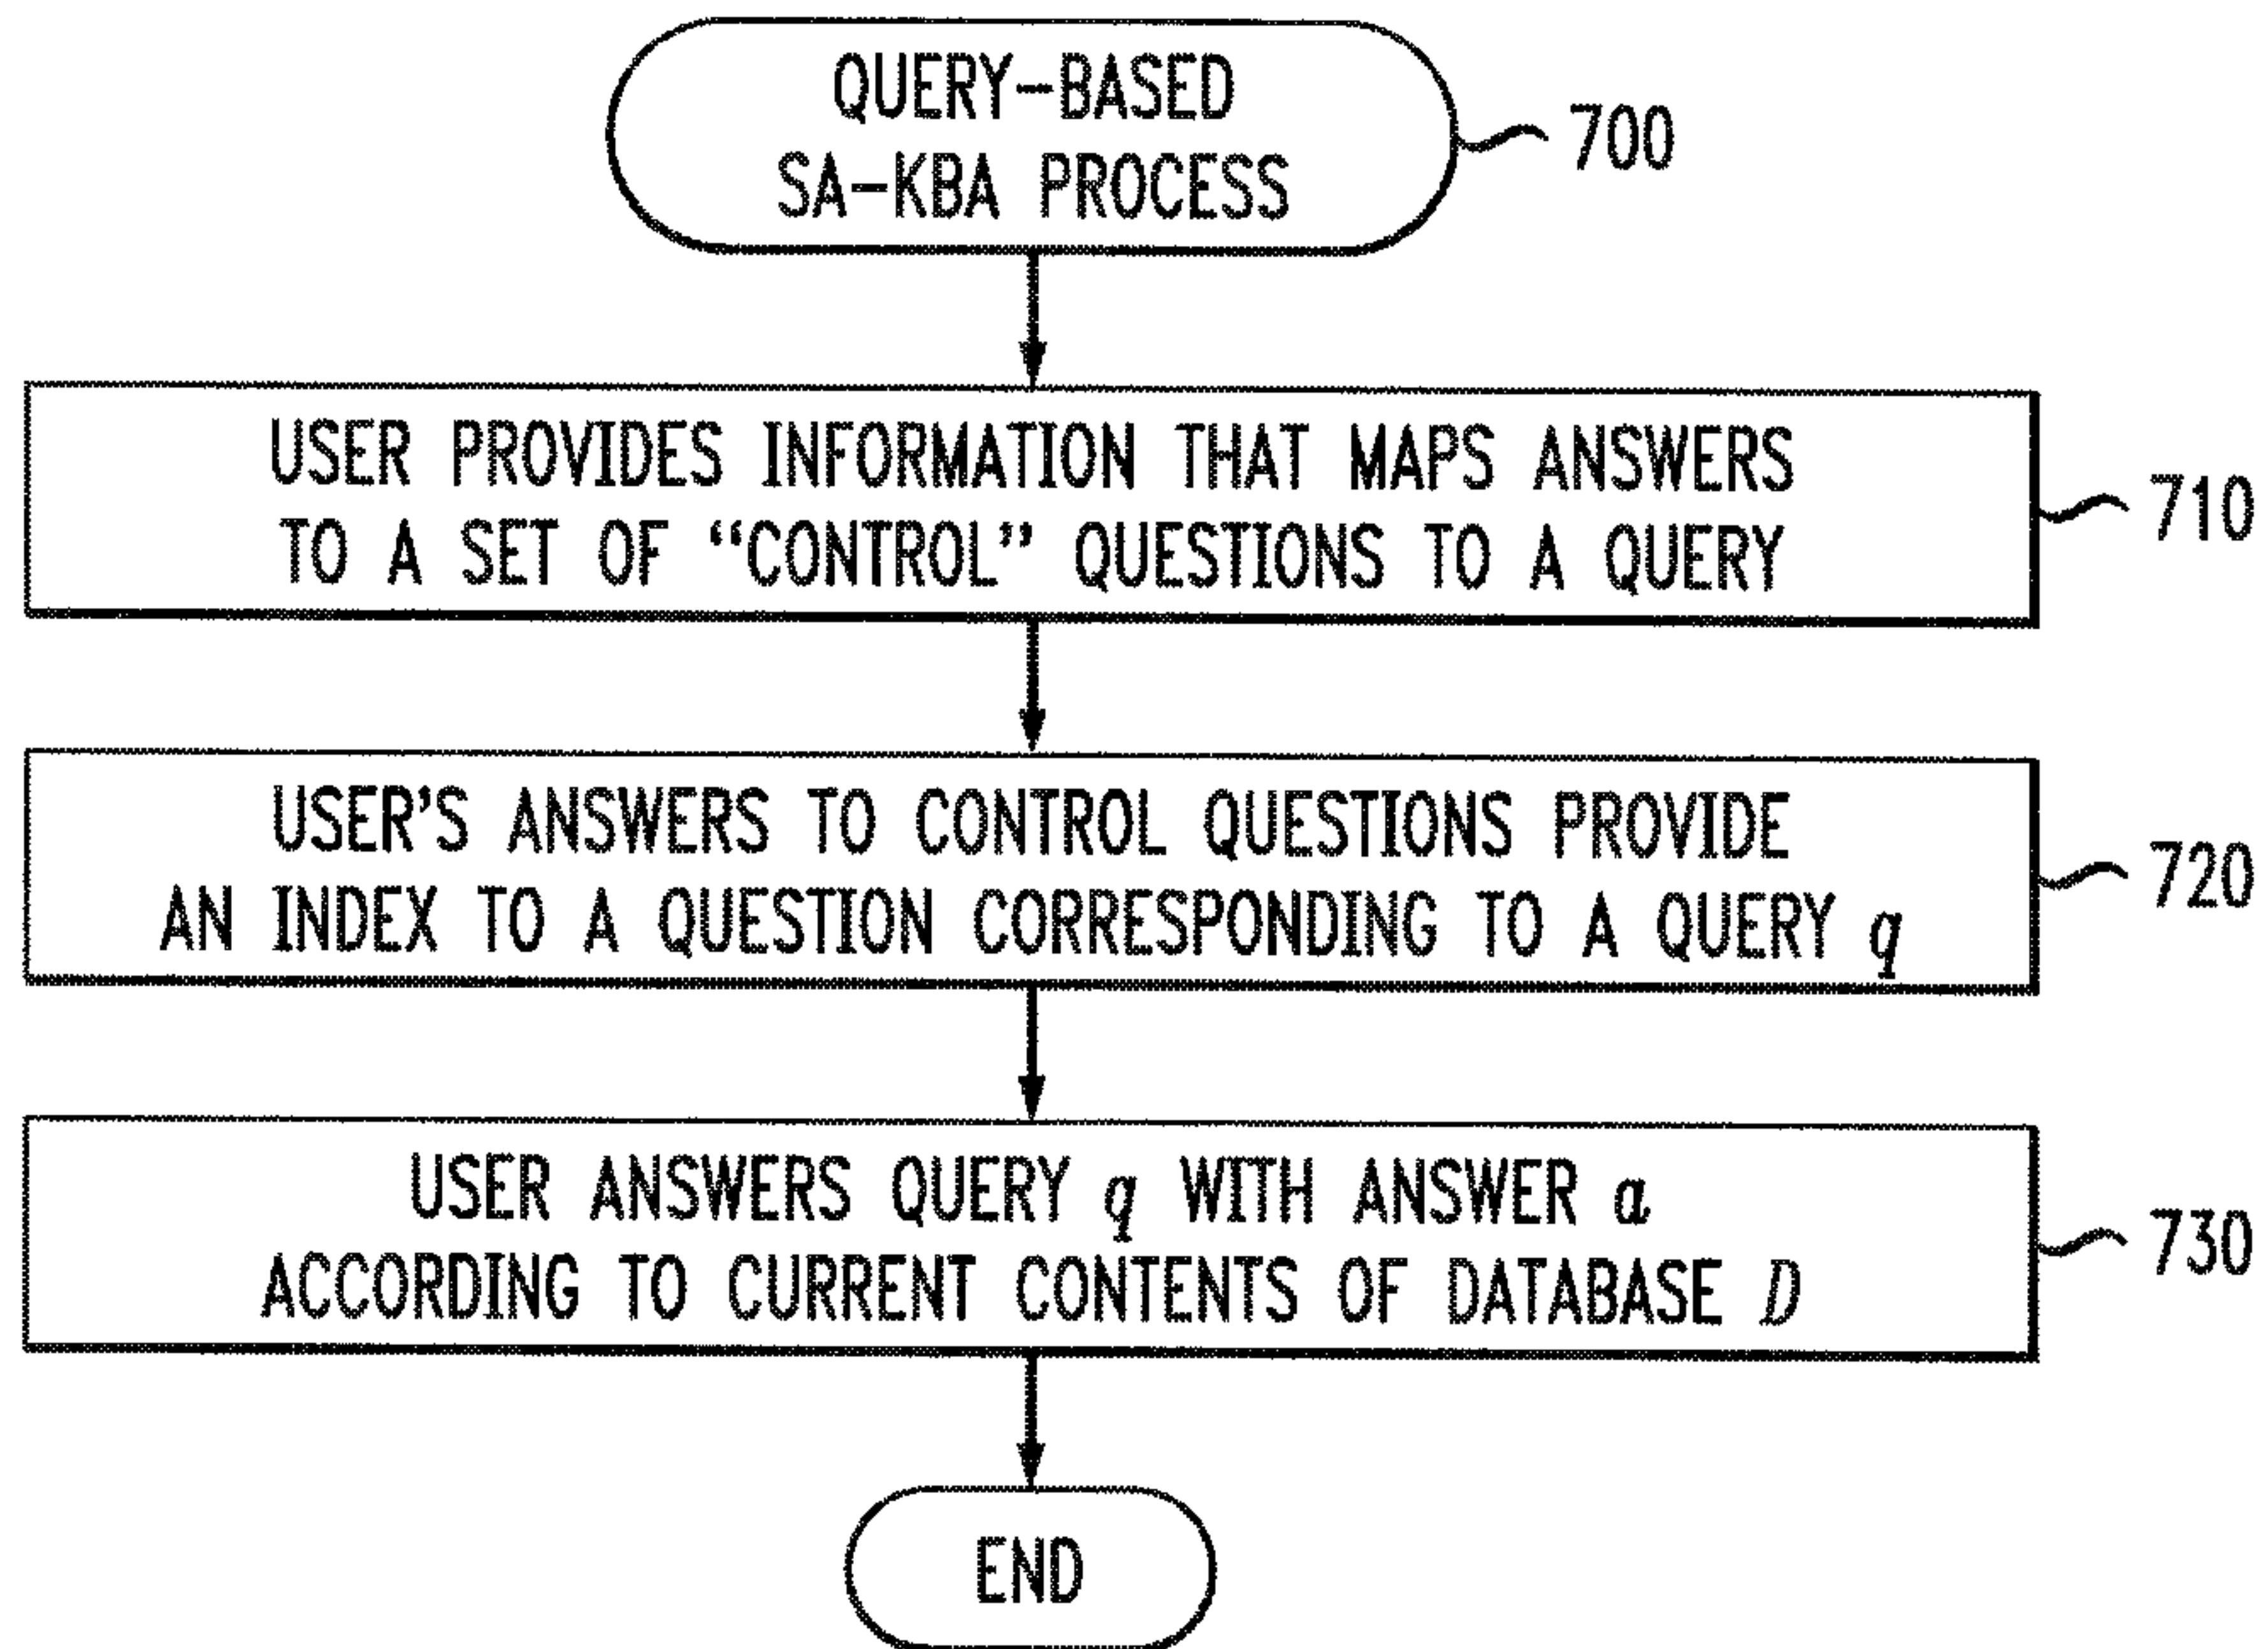 QUERY-BASED
SA-KBA PROCESS
700
USER PROVIDES INFORMATION THAT MAPS ANSWERS
TO A SET OF “CONTROL” QUESTIONS TO A QUERY
710
USER'S ANSWERS TO CONTROL QUESTIONS PROVIDE
AN INDEX TO A QUESTION CORRESPONDING TO A QUERY q
720
USER ANSWERS QUERY q WITH ANSWER a
ACCORDING TO CURRENT CONTENTS OF DATABASE D
730
END